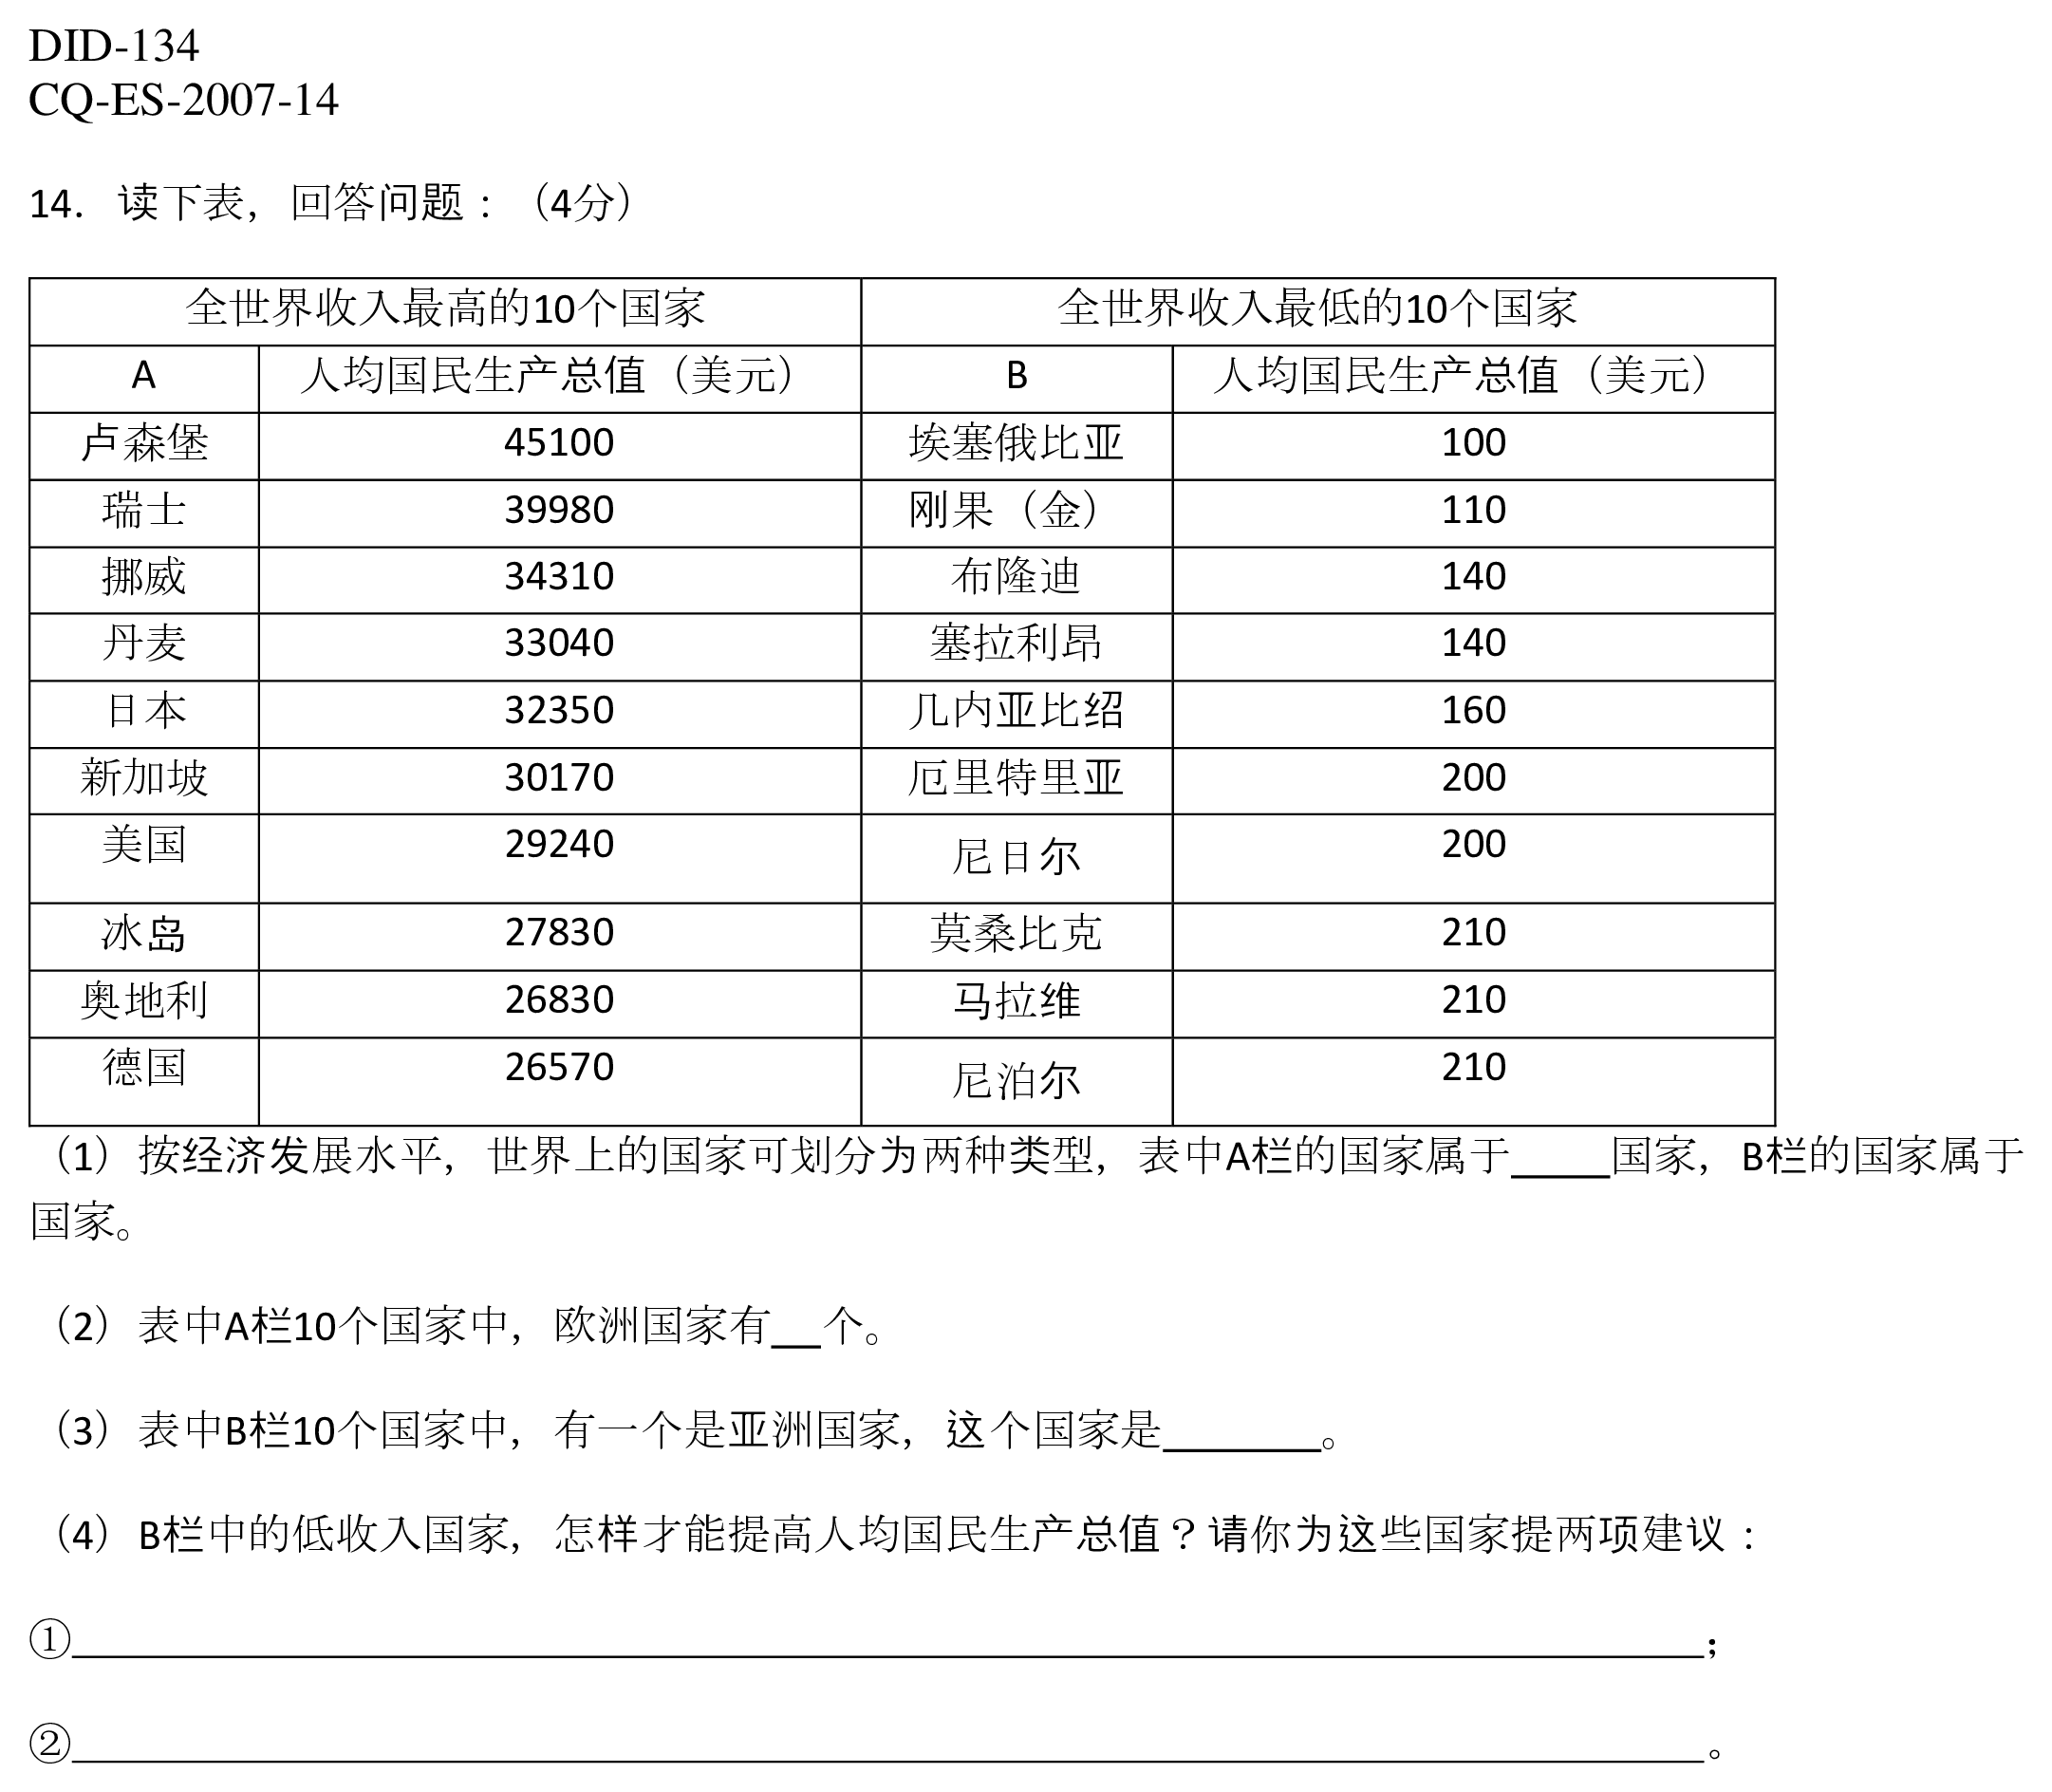 DID-134
CQ-ES-2007-14
14. 读下表，回答问题：（4分）
全世界收入最高的10个国家 全世界收入最低的10个国家
A 人均国民生产总值（美元） B 人均国民生产总值（美元）
卢森堡 45100 埃塞俄比亚 100
瑞士 39980 刚果（金） 110
挪威 34310 布隆迪 140
丹麦 33040 塞拉利昂 140
日本 32350 几内亚比绍 160
新加坡 30170 厄里特里亚 200
美国 29240 尼日尔 200
冰岛 27830 莫桑比克 210
奥地利 26830 马拉维 210
德国 26570 尼泊尔 210
（1）按经济发展水平，世界上的国家可划分为两种类型，表中A栏的国家属于____国家，B栏的国家属于
国家。
（2）表中A栏10个国家中，欧洲国家有__个。
（3）表中B栏10个国家中，有一个是亚洲国家，这个国家是______。
（4）B栏中的低收入国家，怎样才能提高人均国民生产总值？请你为这些国家提两项建议：
①______；
②______。